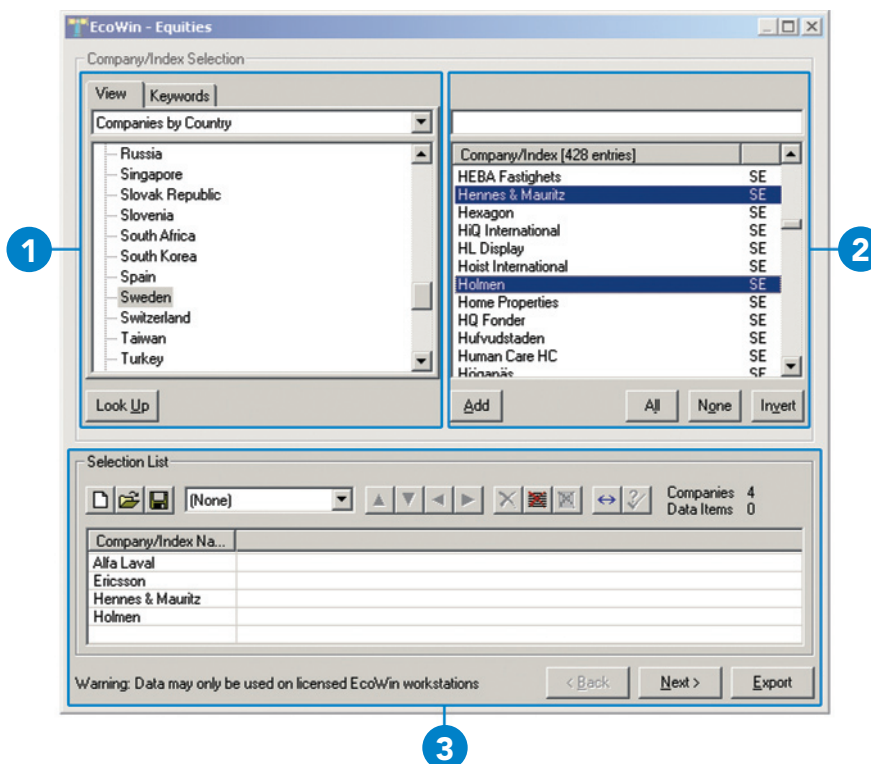 EcoWin - Equities
Company/Index Selection
View Keywords
Companies by Country
Russia
Singapore
Slovak Republic
Slovenia
South Africa
South Korea
Spain
Sweden
Switzerland
Taiwan
Turkey
Look Up
1
Company/Index [428 entries]
HEBA Fastighets SE
Hennes & Mauritz SE
Hexagon SE
HiQ International SE
HL Display SE
Hoist International SE
Holmen SE
Home Properties SE
HQ Fonder SE
Hufvudstaden SE
Human Care HC SE
Höganäs SE
Add All None Invert
2
Selection List
(None)
Companies 4
Data Items 0
Company/Index Na...
Alfa Laval
Ericsson
Hennes & Mauritz
Holmen
Warning: Data may only be used on licensed EcoWin workstations
< Back Next > Export
3